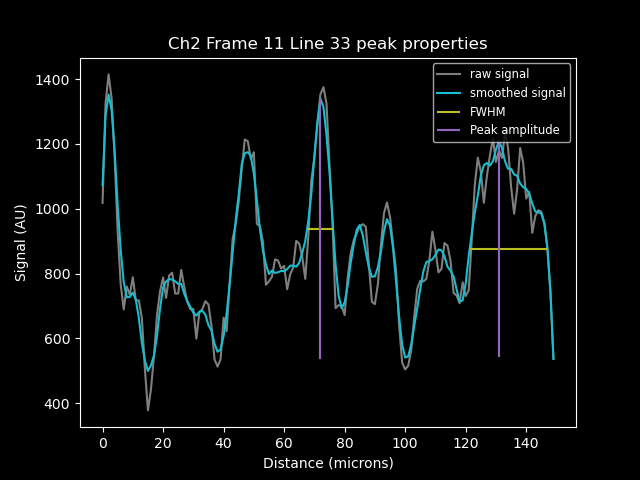 Ch2 Frame 11 Line 33 peak properties
raw signal
smoothed signal
FWHM
Peak amplitude
Signal (AU)
1400
1200
1000
800
600
400
0 20 40 60 80 100 120 140
Distance (microns)